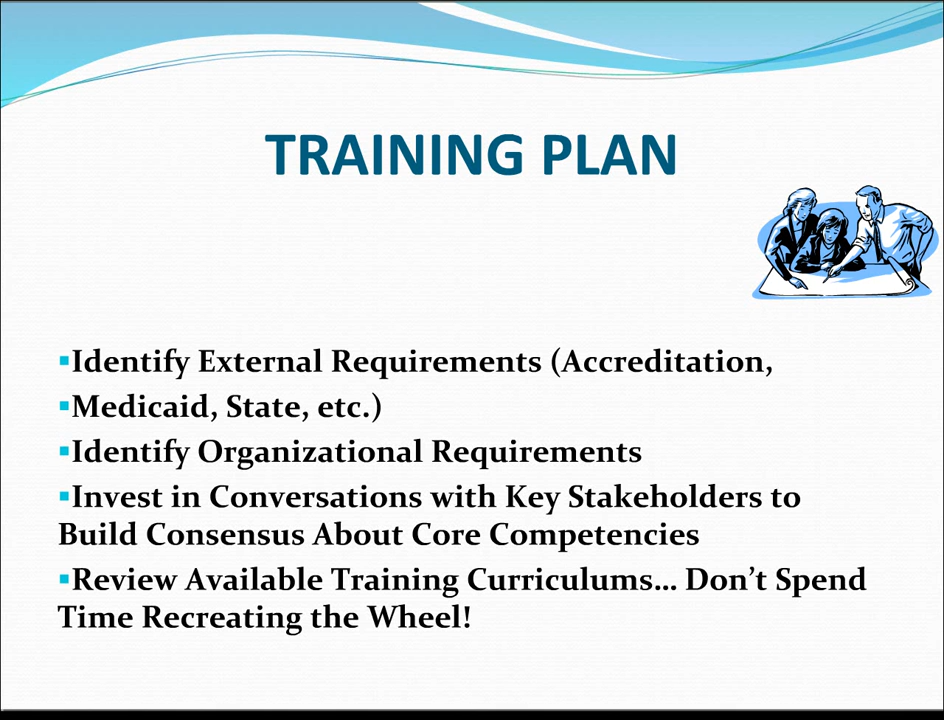 TRAINING PLAN
▪Identify External Requirements (Accreditation,
▪Medicaid, State, etc.)
▪Identify Organizational Requirements
▪Invest in Conversations with Key Stakeholders to
Build Consensus About Core Competencies
▪Review Available Training Curriculums... Don't Spend
Time Recreating the Wheel!